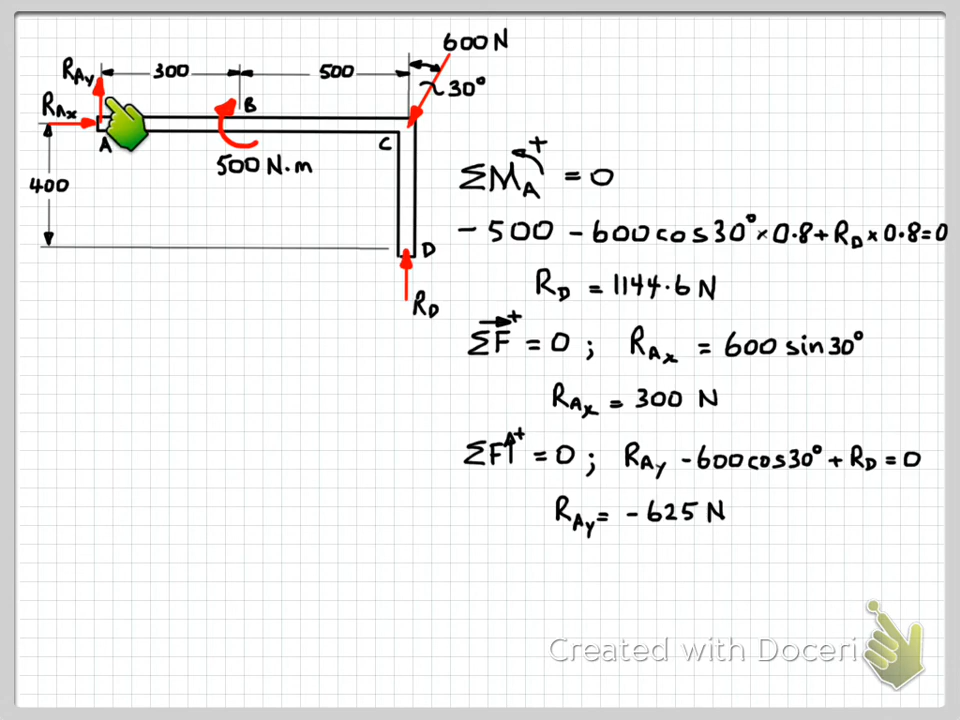 600 N
R_Ay 300 500 30°
R_Ax B
A 500 N·m C
400
D
R_D
ΣM_A + = 0
- 500 - 600 cos 30° × 0.8 + R_D × 0.8 = 0
R_D = 1144.6 N
ΣF + = 0 ; R_Ax = 600 sin 30°
R_Ax = 300 N
ΣF↑+ = 0 ; R_Ay - 600 cos 30° + R_D = 0
R_Ay = - 625 N
Created with Doceri